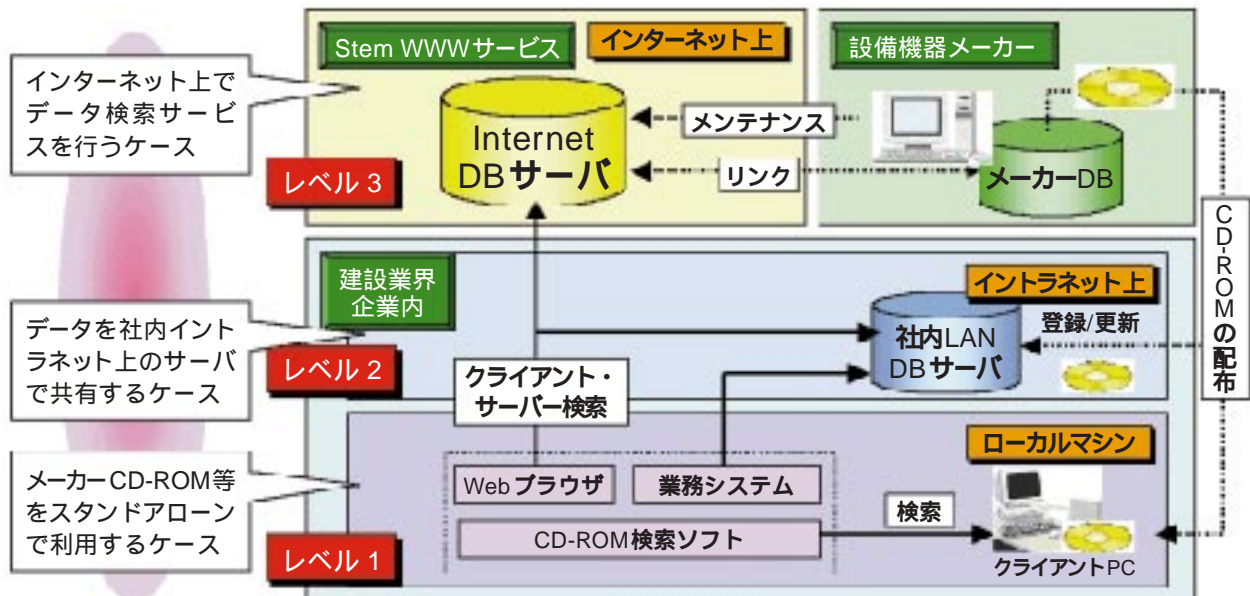 Stem WWWサービス
インターネット上
設備機器メーカー
インターネット上で
データ検索サービ
スを行うケース
レベル 3
Internet
DBサーバ
メンテナンス
リンク
メーカーDB
CD-ROMの配布
建設業界
企業内
イントラネット上
データを社内イント
ラネット上のサーバ
で共有するケース
レベル 2
社内LAN
DBサーバ
登録/更新
クライアント・
サーバー検索
ローカルマシン
メーカーCD-ROM等
をスタンドアローン
で利用するケース
レベル 1
Webブラウザ
業務システム
CD-ROM検索ソフト
検索
クライアントPC